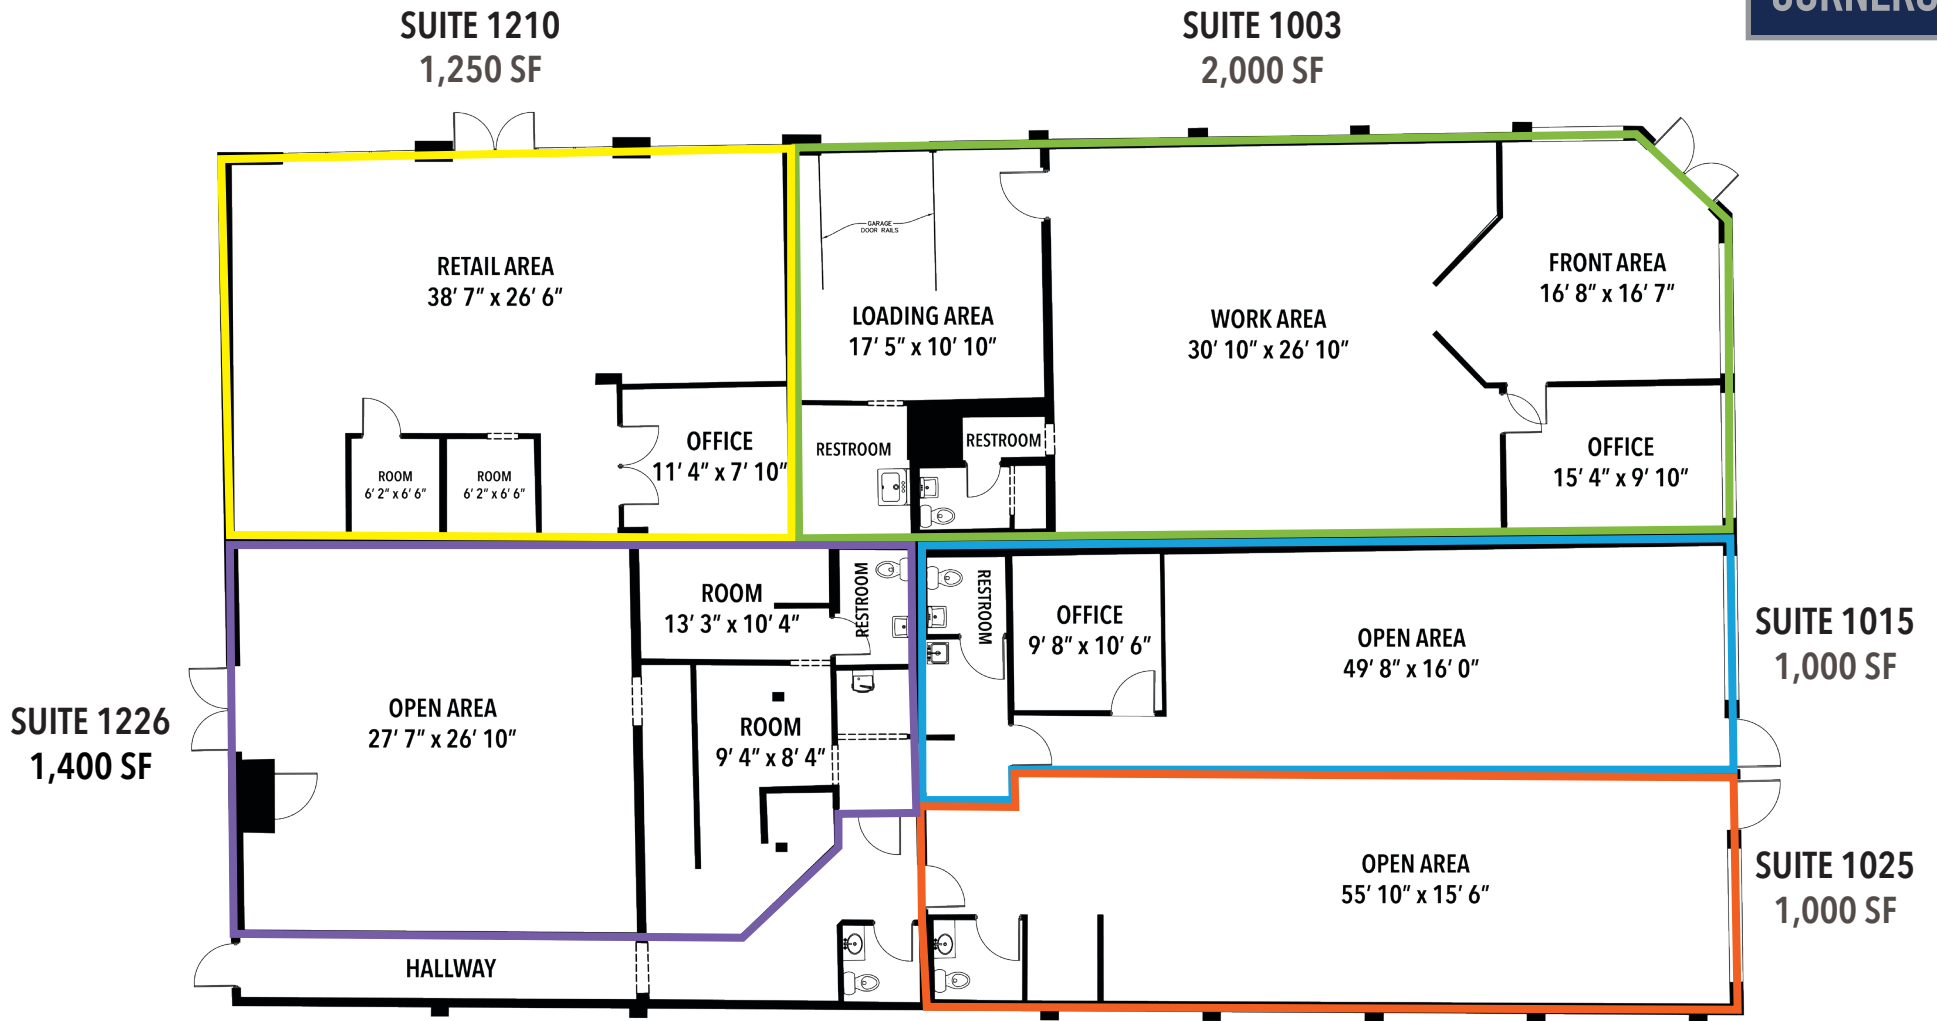 SUITE 1210
1,250 SF
SUITE 1003
2,000 SF
RETAIL AREA
38' 7" x 26' 6"
GARAGE
DOOR RAILS
LOADING AREA
17' 5" x 10' 10"
WORK AREA
30' 10" x 26' 10"
FRONT AREA
16' 8" x 16' 7"
ROOM
6' 2" x 6' 6"
ROOM
6' 2" x 6' 6"
OFFICE
11' 4" x 7' 10"
RESTROOM
RESTROOM
OFFICE
15' 4" x 9' 10"
SUITE 1226
1,400 SF
OPEN AREA
27' 7" x 26' 10"
ROOM
13' 3" x 10' 4"
RESTROOM
ROOM
9' 4" x 8' 4"
RESTROOM
OFFICE
9' 8" x 10' 6"
OPEN AREA
49' 8" x 16' 0"
SUITE 1015
1,000 SF
OPEN AREA
55' 10" x 15' 6"
SUITE 1025
1,000 SF
HALLWAY